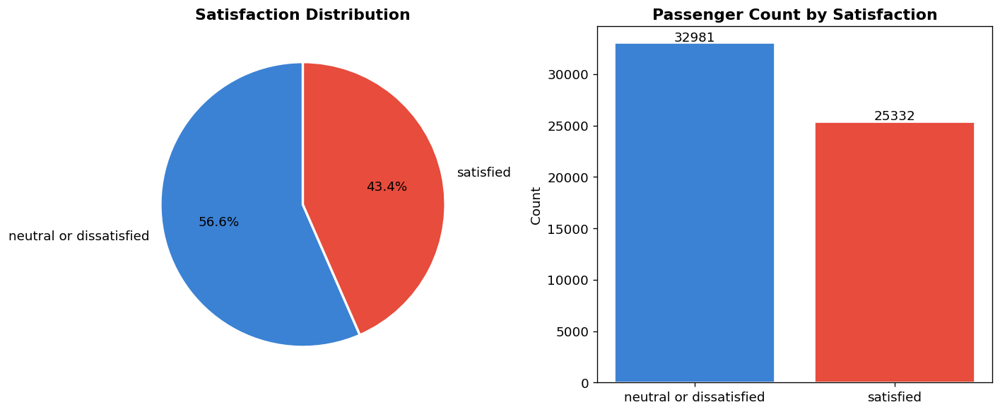 Satisfaction Distribution
satisfied
43.4%
56.6%
neutral or dissatisfied
Passenger Count by Satisfaction
Count
30000
25000
20000
15000
10000
5000
0
32981
25332
neutral or dissatisfied
satisfied